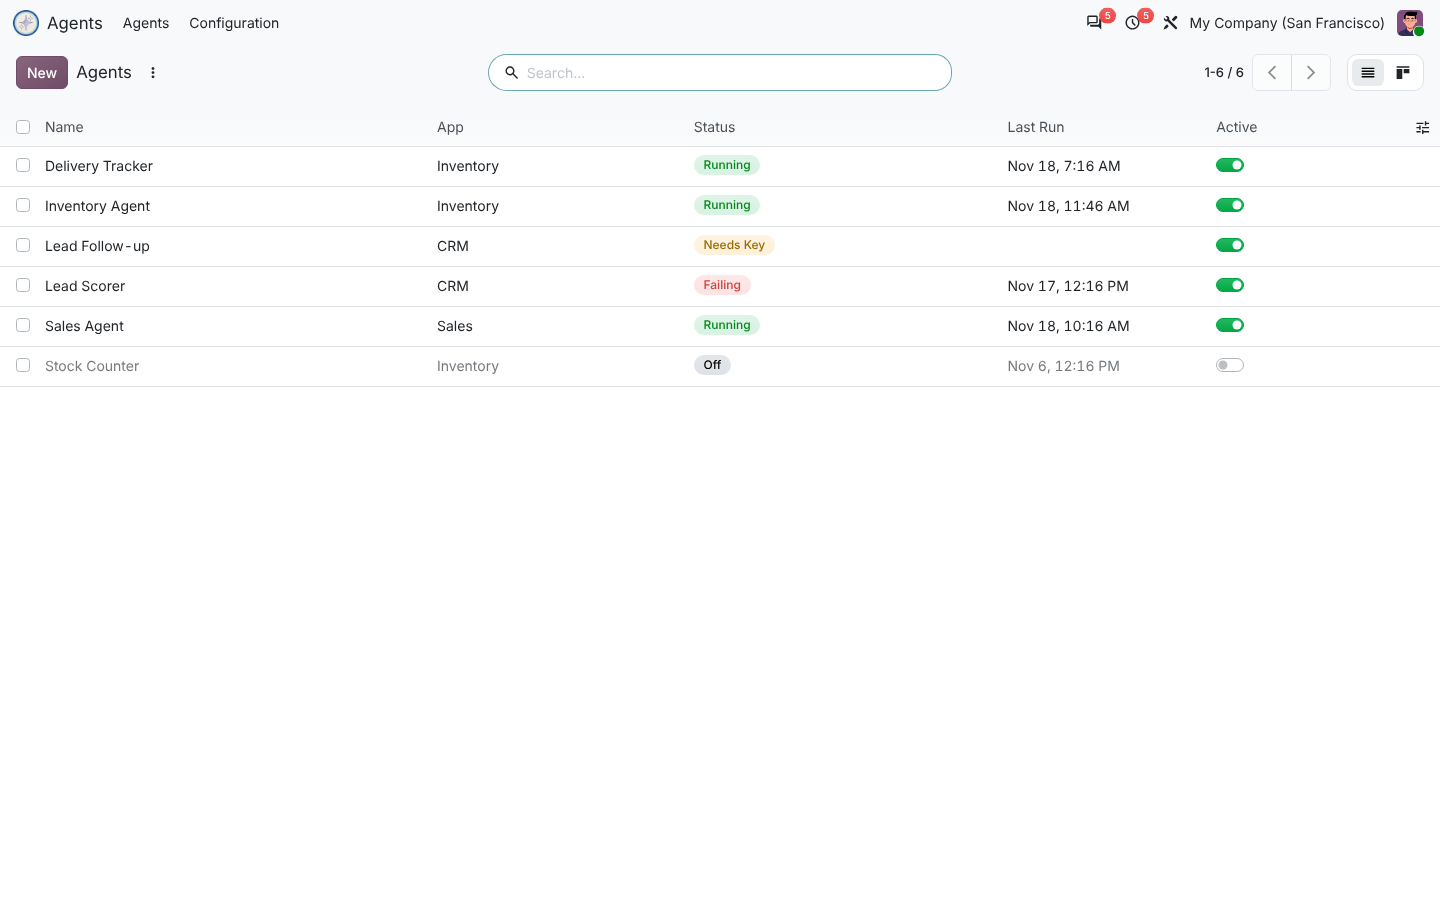 Agents Agents Configuration 5 5 My Company (San Francisco)
New Agents Search... 1-6 / 6
Name App Status Last Run Active
Delivery Tracker Inventory Running Nov 18, 7:16 AM
Inventory Agent Inventory Running Nov 18, 11:46 AM
Lead Follow-up CRM Needs Key
Lead Scorer CRM Failing Nov 17, 12:16 PM
Sales Agent Sales Running Nov 18, 10:16 AM
Stock Counter Inventory Off Nov 6, 12:16 PM